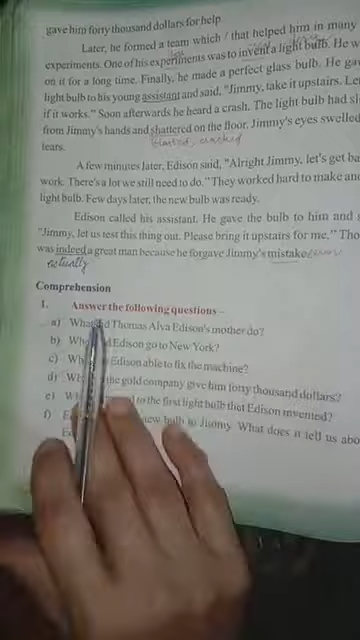 gave him forty thousand dollars for help
Later, he formed a team which / that helped him in many
experiments. One of his experiments was to invent a light bulb. He w
on it for a long time. Finally, he made a perfect glass bulb. He gav
light bulb to his young assistant and said, "Jimmy, take it upstairs. Le
if it works." Soon afterwards he heard a crash. The light bulb had sl
from Jimmy's hands and shattered on the floor. Jimmy's eyes swelled
tears.
A few minutes later, Edison said, "Alright Jimmy, let's get ba
work. There's a lot we still need to do." They worked hard to make ano
light bulb. Few days later, the new bulb was ready.
Edison called his assistant. He gave the bulb to him and s
"Jimmy, let us test this thing out. Please bring it upstairs for me." Tho
was indeed a great man because he forgave Jimmy's mistake
actually
Comprehension
1. Answer the following questions –
a) What did Thomas Alva Edison's mother do?
b) Edison go to New York?
c) Edison able to fix the machine?
d) the gold company give him forty thousand dollars?
e) to the first light bulb that Edison invented?
f) new bulb to Jimmy. What does it tell us abo